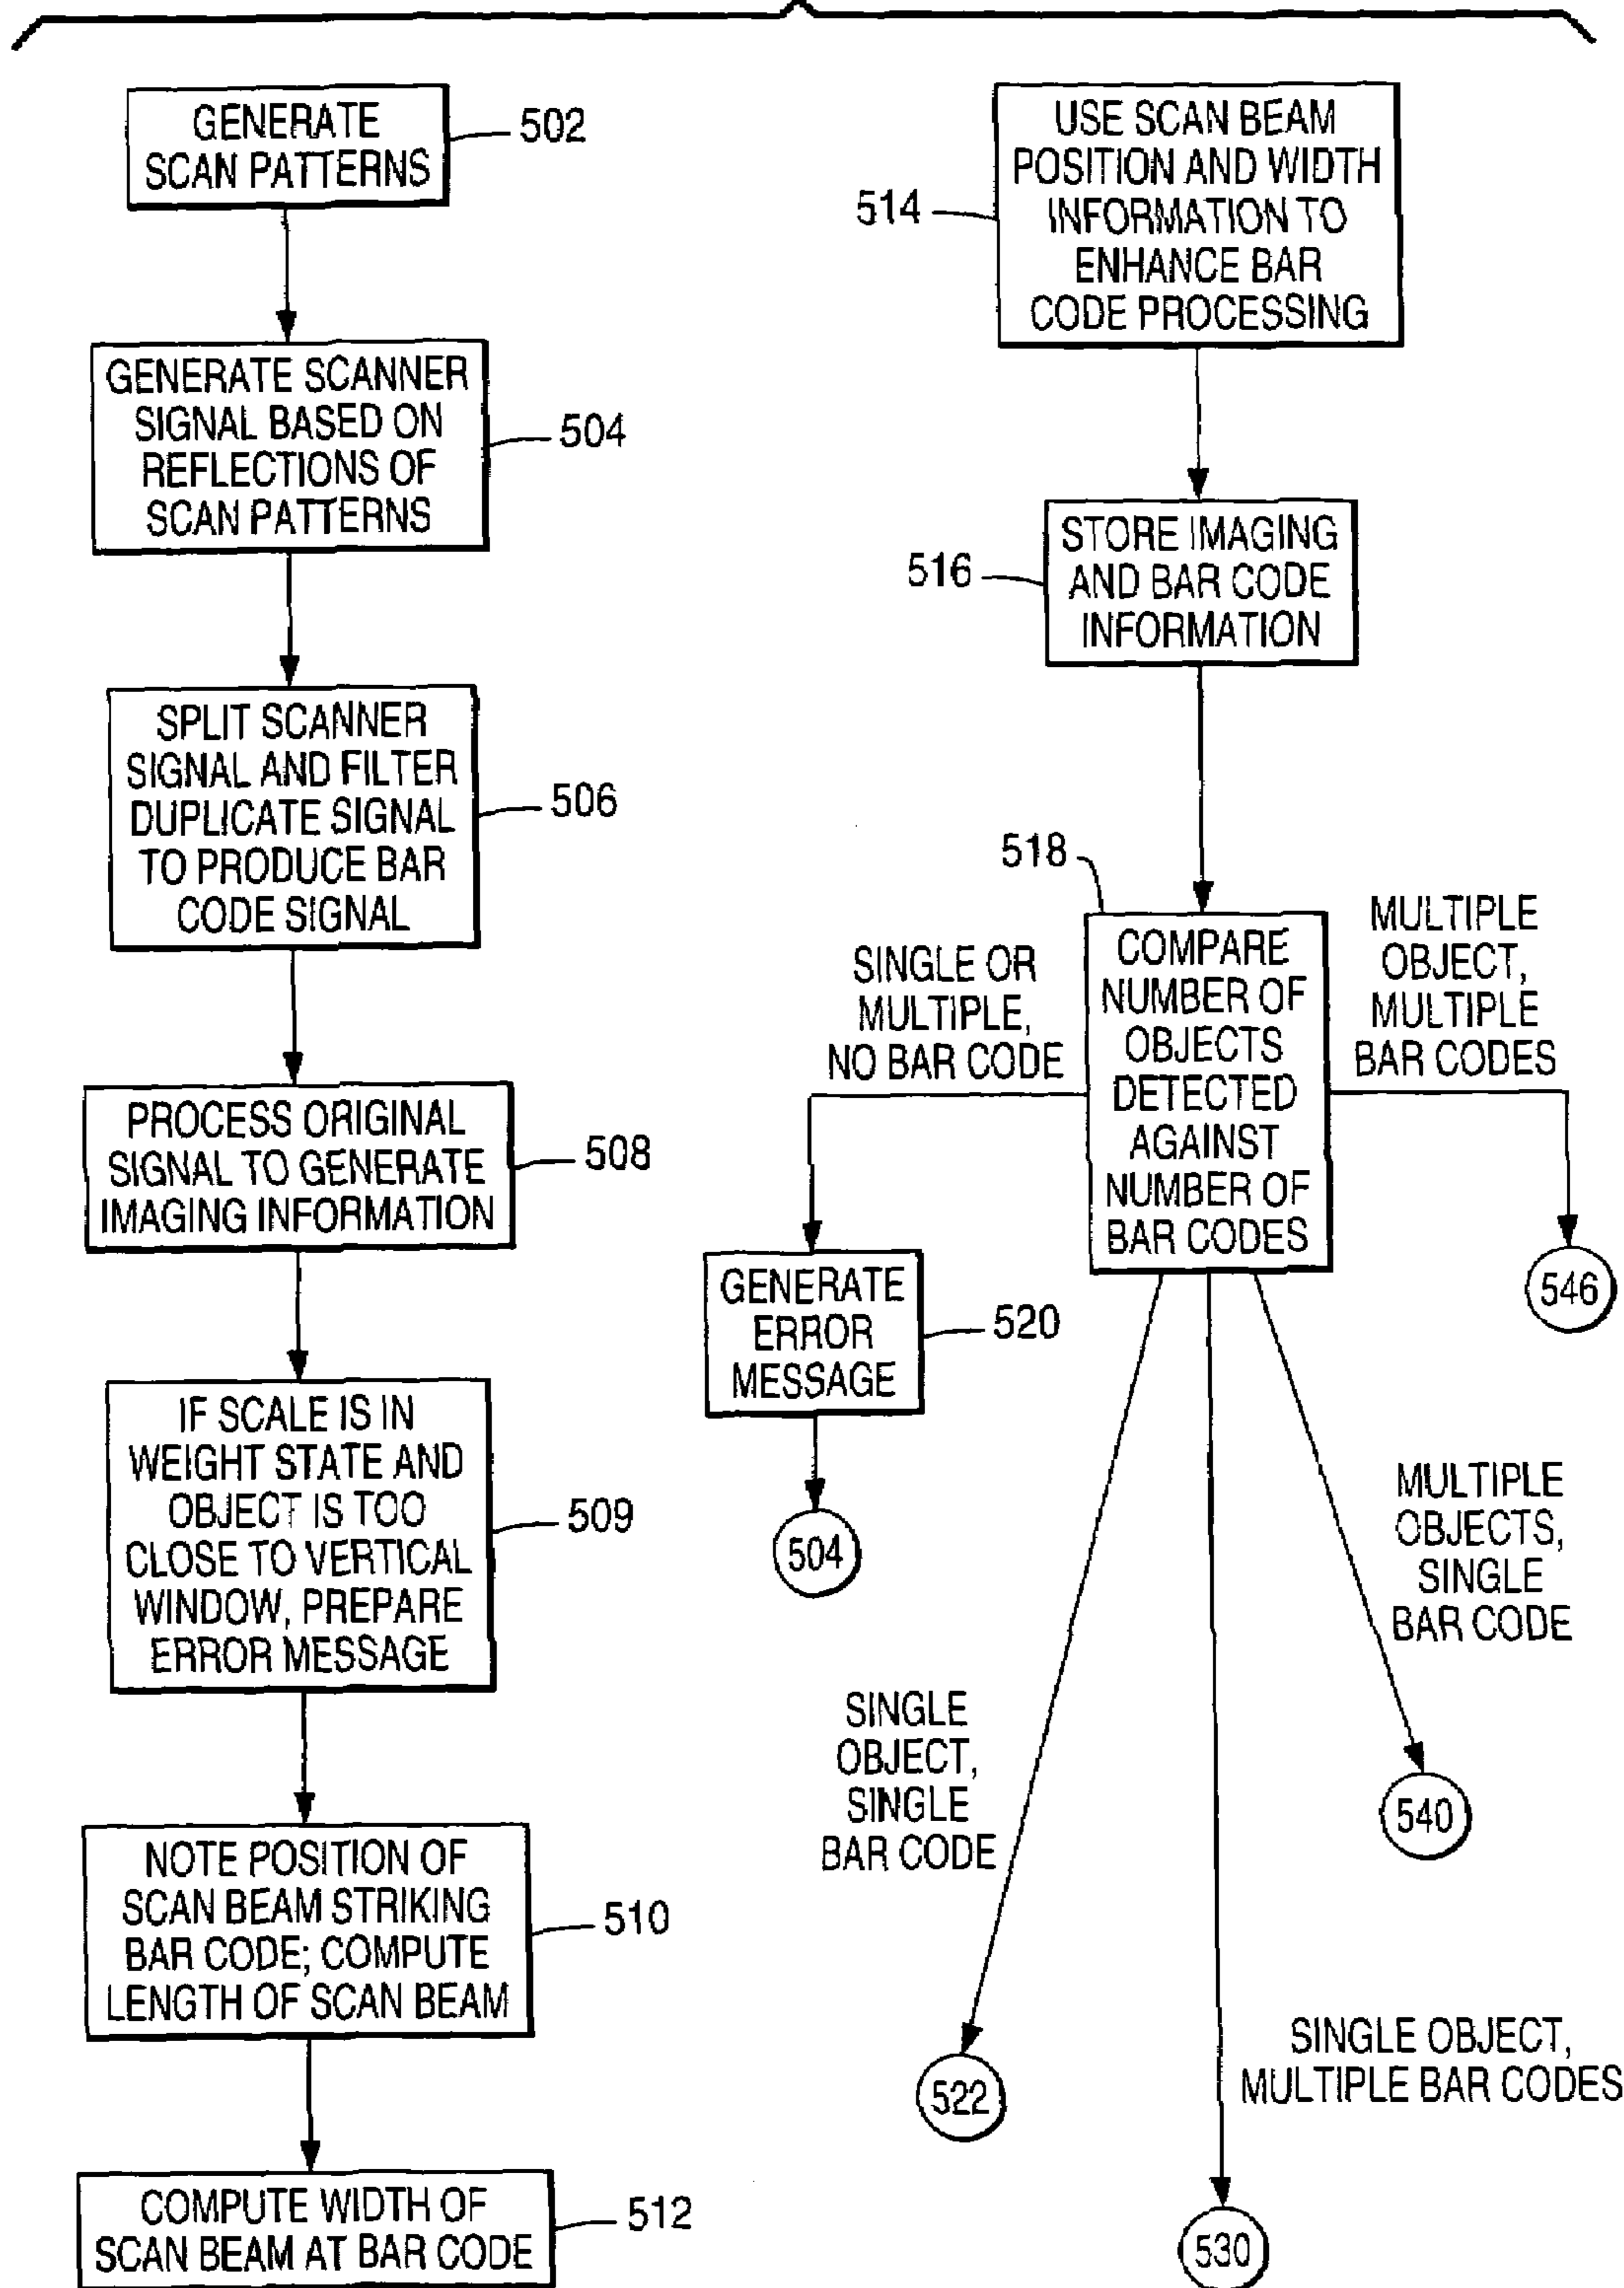 GENERATE
SCAN PATTERNS
502
GENERATE SCANNER
SIGNAL BASED ON
REFLECTIONS OF
SCAN PATTERNS
504
SPLIT SCANNER
SIGNAL AND FILTER
DUPLICATE SIGNAL
TO PRODUCE BAR
CODE SIGNAL
506
PROCESS ORIGINAL
SIGNAL TO GENERATE
IMAGING INFORMATION
508
IF SCALE IS IN
WEIGHT STATE AND
OBJECT IS TOO
CLOSE TO VERTICAL
WINDOW, PREPARE
ERROR MESSAGE
509
NOTE POSITION OF
SCAN BEAM STRIKING
BAR CODE; COMPUTE
LENGTH OF SCAN BEAM
510
COMPUTE WIDTH OF
SCAN BEAM AT BAR CODE
512
USE SCAN BEAM
POSITION AND WIDTH
INFORMATION TO
ENHANCE BAR
CODE PROCESSING
514
STORE IMAGING
AND BAR CODE
INFORMATION
516
518
COMPARE
NUMBER OF
OBJECTS
DETECTED
AGAINST
NUMBER OF
BAR CODES
SINGLE OR
MULTIPLE,
NO BAR CODE
GENERATE
ERROR
MESSAGE
520
504
MULTIPLE
OBJECT,
MULTIPLE
BAR CODES
546
MULTIPLE
OBJECTS,
SINGLE
BAR CODE
540
SINGLE
OBJECT,
SINGLE
BAR CODE
522
SINGLE OBJECT,
MULTIPLE BAR CODES
530